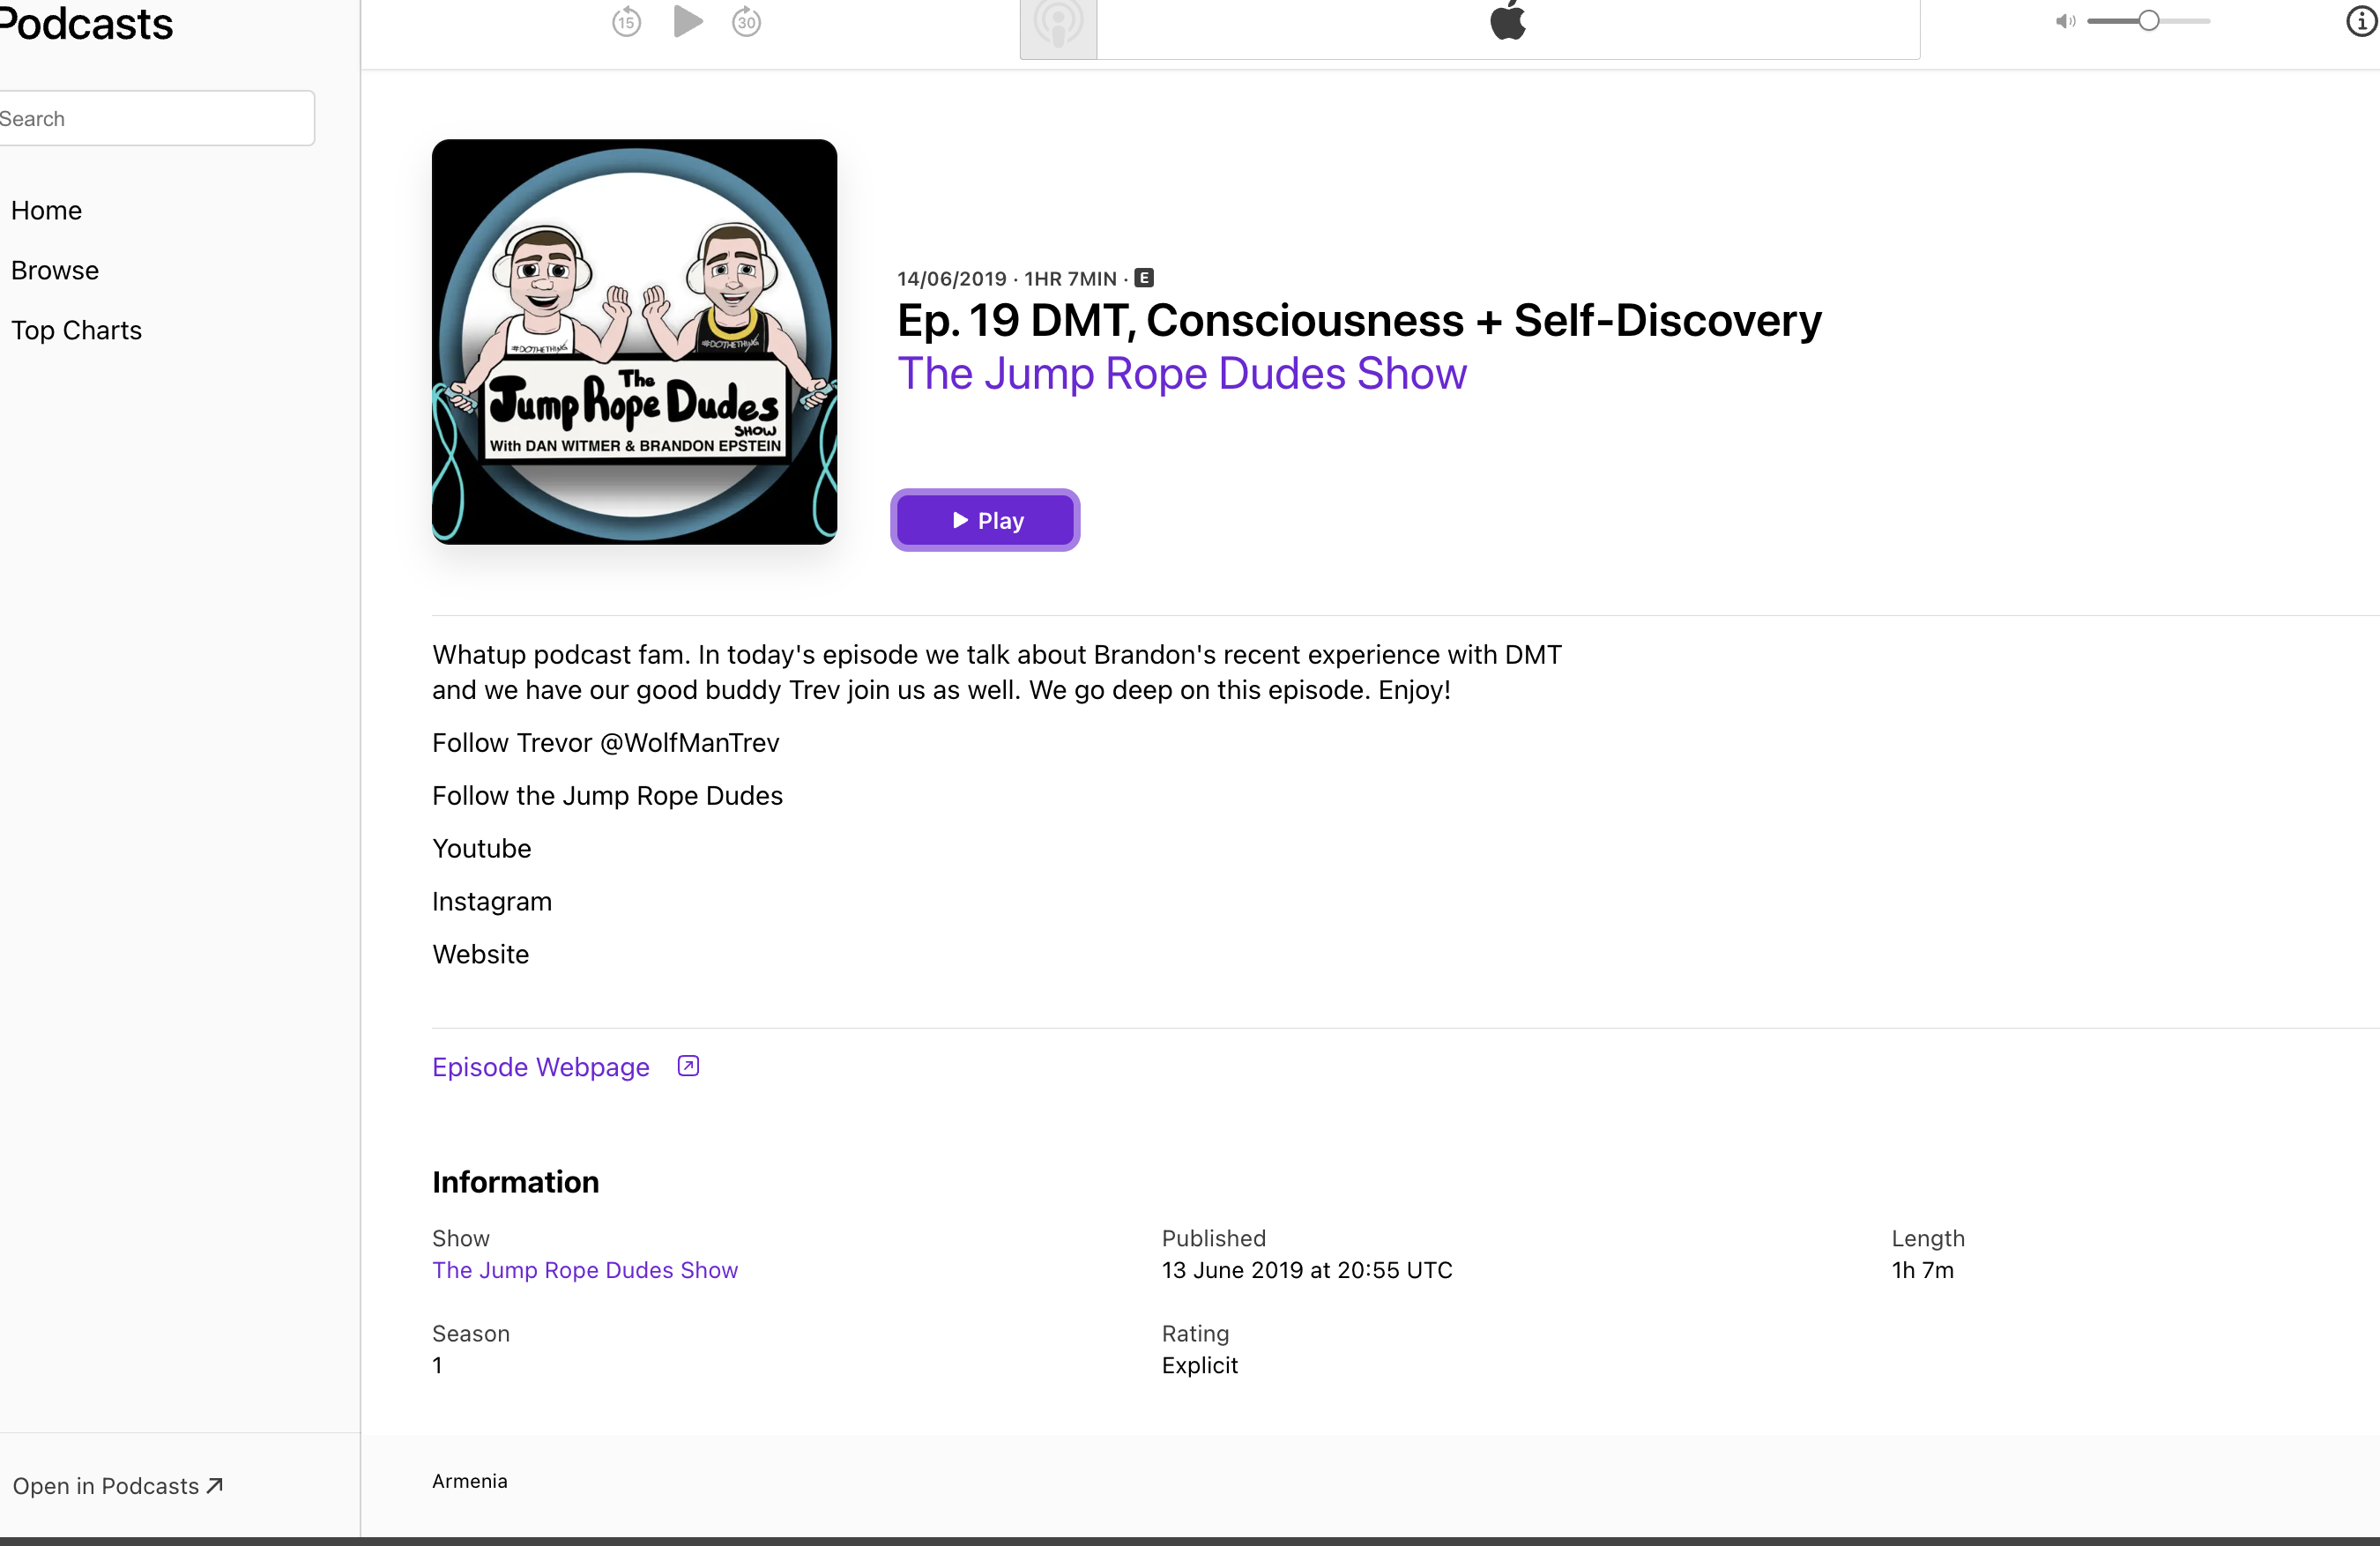 Podcasts
15
30
Search
Home
Browse
Top Charts
#DOTHETHING
#DOTHETHING
The
Jump Rope Dudes
SHOW
With DAN WITMER & BRANDON EPSTEIN
14/06/2019 · 1HR 7MIN · E
Ep. 19 DMT, Consciousness + Self-Discovery
The Jump Rope Dudes Show
Play
Whatup podcast fam. In today's episode we talk about Brandon's recent experience with DMT
and we have our good buddy Trev join us as well. We go deep on this episode. Enjoy!
Follow Trevor @WolfManTrev
Follow the Jump Rope Dudes
Youtube
Instagram
Website
Episode Webpage
Information
Show
The Jump Rope Dudes Show
Published
13 June 2019 at 20:55 UTC
Length
1h 7m
Season
1
Rating
Explicit
Open in Podcasts
Armenia